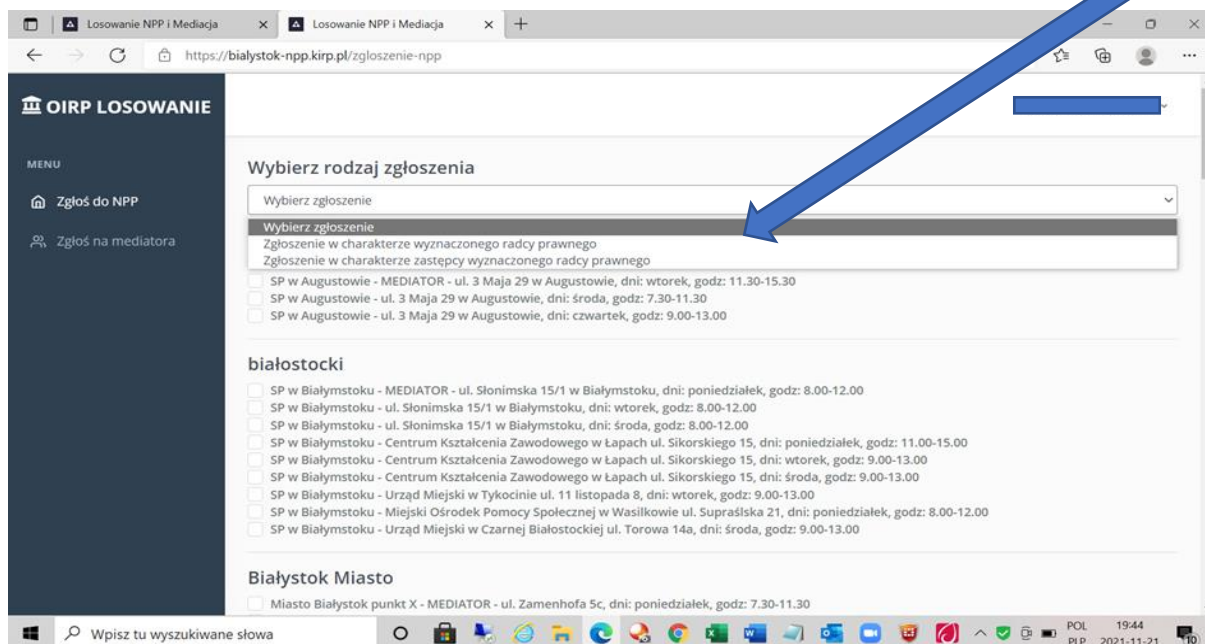 Losowanie NPP i Mediacja
Losowanie NPP i Mediacja
https://bialystok-npp.kirp.pl/zgloszenie-npp
OIRP LOSOWANIE
MENU
Zgłoś do NPP
Zgłoś na mediatora
Wybierz rodzaj zgłoszenia
Wybierz zgłoszenie
Wybierz zgłoszenie
Zgłoszenie w charakterze wyznaczonego radcy prawnego
Zgłoszenie w charakterze zastępcy wyznaczonego radcy prawnego
SP w Augustowie - MEDIATOR - ul. 3 Maja 29 w Augustowie, dni: wtorek, godz: 11.30-15.30
SP w Augustowie - ul. 3 Maja 29 w Augustowie, dni: środa, godz: 7.30-11.30
SP w Augustowie - ul. 3 Maja 29 w Augustowie, dni: czwartek, godz: 9.00-13.00
białostocki
SP w Białymstoku - MEDIATOR - ul. Słonimska 15/1 w Białymstoku, dni: poniedziałek, godz: 8.00-12.00
SP w Białymstoku - ul. Słonimska 15/1 w Białymstoku, dni: wtorek, godz: 8.00-12.00
SP w Białymstoku - ul. Słonimska 15/1 w Białymstoku, dni: środa, godz: 8.00-12.00
SP w Białymstoku - Centrum Kształcenia Zawodowego w Łapach ul. Sikorskiego 15, dni: poniedziałek, godz: 11.00-15.00
SP w Białymstoku - Centrum Kształcenia Zawodowego w Łapach ul. Sikorskiego 15, dni: wtorek, godz: 9.00-13.00
SP w Białymstoku - Centrum Kształcenia Zawodowego w Łapach ul. Sikorskiego 15, dni: środa, godz: 9.00-13.00
SP w Białymstoku - Urząd Miejski w Tykocinie ul. 11 listopada 8, dni: wtorek, godz: 9.00-13.00
SP w Białymstoku - Miejski Ośrodek Pomocy Społecznej w Wasilkowie ul. Supraślska 21, dni: poniedziałek, godz: 8.00-12.00
SP w Białymstoku - Urząd Miejski w Czarnej Białostockiej ul. Torowa 14a, dni: środa, godz: 9.00-13.00
Białystok Miasto
Miasto Białystok punkt X - MEDIATOR - ul. Zamenhofa 5c, dni: poniedziałek, godz: 7.30-11.30
Wpisz tu wyszukiwane słowa
POL 19:44
PLP 2021-11-21